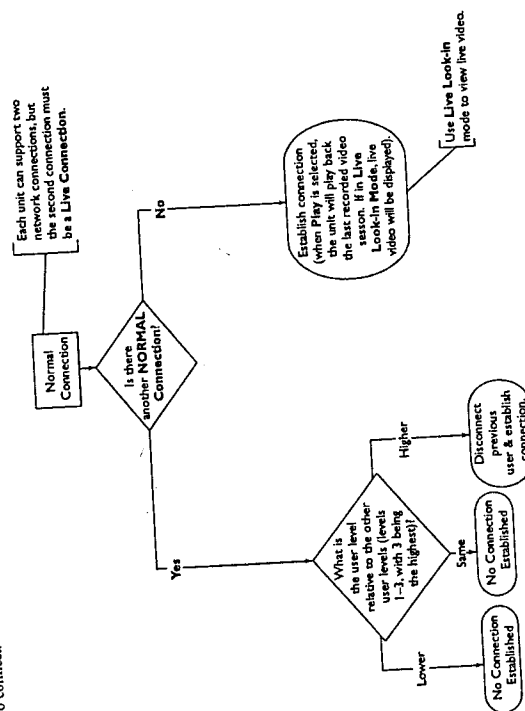 Each unit can support two
network connections, but
the second connection must
be a Live Connection.
Normal
Connection
Is there
another NORMAL
Connection?
Yes
No
Establish connection
(when Play is selected,
the unit will play back
the last recorded video
sesson. If in Live
Look-In Mode, live
video will be displayed).
Use Live Look-In
mode to view live video.
What is
the user level
relative to the other
user levels (levels
1–3, with 3 being
the highest)?
Lower
Same
Higher
No Connection
Established
No Connection
Established
Disconnect
previous
user & establish
connection.